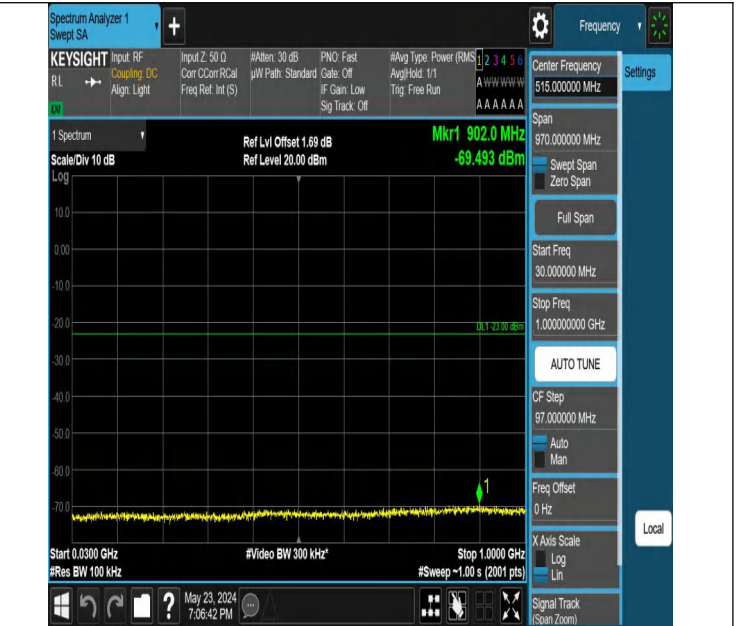 Spectrum Analyzer 1
Swept SA
+
Frequency
KEYSIGHT
RL
Input: RF
Coupling: DC
Align: Light
Input Z: 50 Ω
Corr CCorr RCal
Freq Ref: Int (S)
#Atten: 30 dB
µW Path: Standard
PNO: Fast
Gate: Off
IF Gain: Low
Sig Track: Off
#Avg Type: Power (RMS
Avg|Hold: 1/1
Trig: Free Run
1 2 3 4 5 6
A W W W W W
A A A A A A
1 Spectrum
Scale/Div 10 dB
Log
Ref Lvl Offset 1.69 dB
Ref Level 20.00 dBm
Mkr1 902.0 MHz
-69.493 dBm
10.0
0.00
-10.0
-20.0
DL1 -23.00 dBm
-30.0
-40.0
-50.0
-60.0
1
-70.0
Start 0.0300 GHz
#Res BW 100 kHz
#Video BW 300 kHz*
Stop 1.0000 GHz
#Sweep ~1.00 s (2001 pts)
Center Frequency
515.000000 MHz
Settings
Span
970.000000 MHz
Swept Span
Zero Span
Full Span
Start Freq
30.000000 MHz
Stop Freq
1.000000000 GHz
AUTO TUNE
CF Step
97.000000 MHz
Auto
Man
Freq Offset
0 Hz
Local
X Axis Scale
Log
Lin
Signal Track
(Span Zoom)
?
May 23, 2024
7:06:42 PM